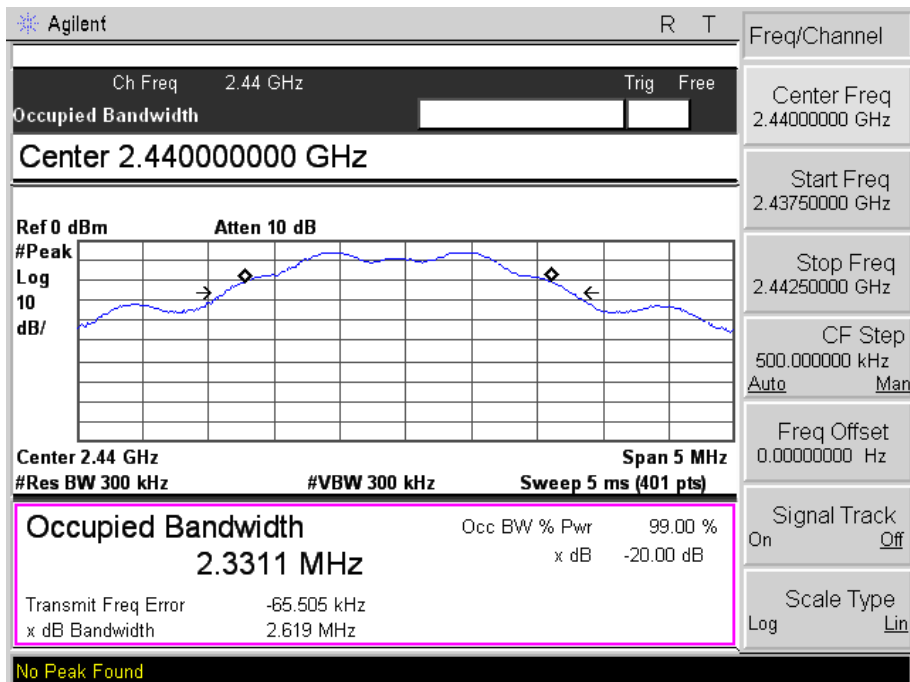 Agilent R T
Ch Freq 2.44 GHz Trig Free
Occupied Bandwidth
Center 2.440000000 GHz
Ref 0 dBm Atten 10 dB
#Peak
Log
10
dB/
Center 2.44 GHz Span 5 MHz
#Res BW 300 kHz #VBW 300 kHz Sweep 5 ms (401 pts)
Occupied Bandwidth Occ BW % Pwr 99.00 %
2.3311 MHz x dB -20.00 dB
Transmit Freq Error -65.505 kHz
x dB Bandwidth 2.619 MHz
No Peak Found
Freq/Channel
Center Freq
2.44000000 GHz
Start Freq
2.43750000 GHz
Stop Freq
2.44250000 GHz
CF Step
500.000000 kHz
Auto Man
Freq Offset
0.00000000 Hz
Signal Track
On Off
Scale Type
Log Lin